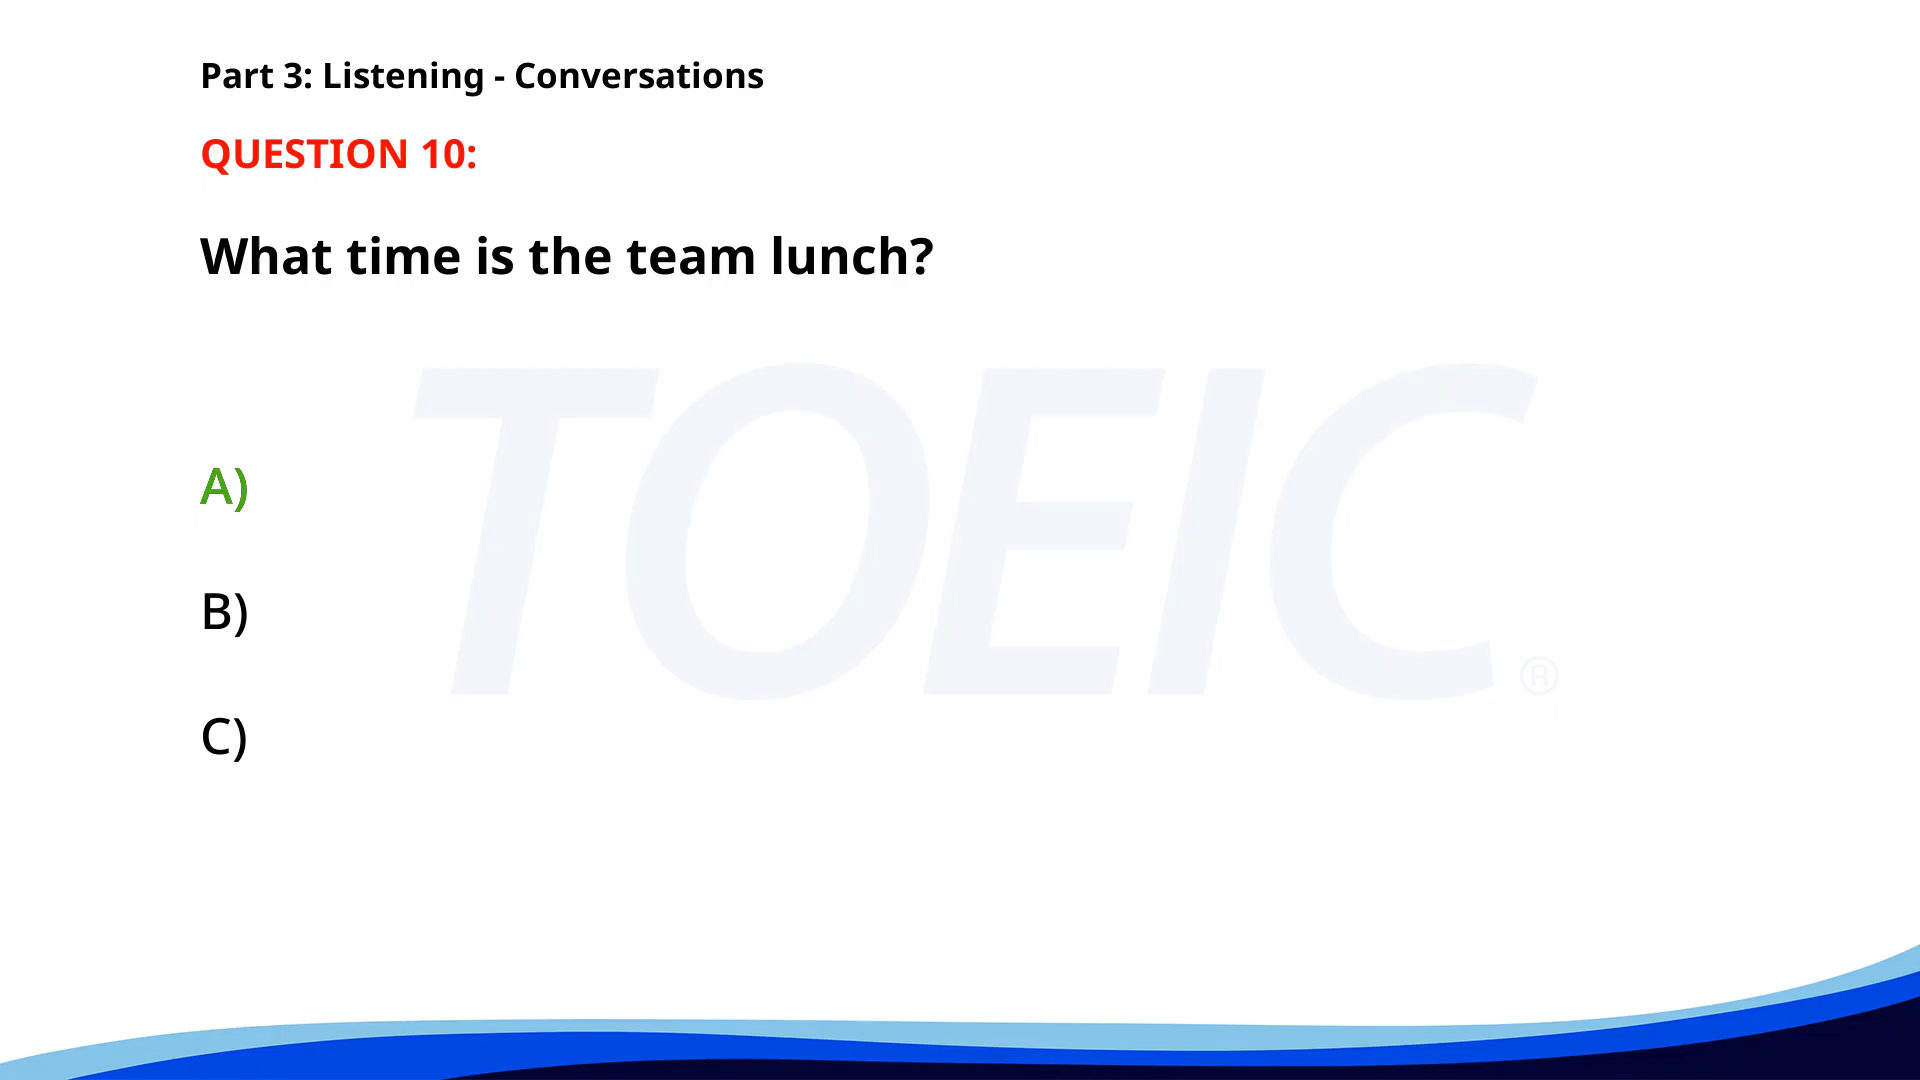 Part 3: Listening - Conversations
QUESTION 10:
What time is the team lunch?
TOEIC®
A)
B)
C)